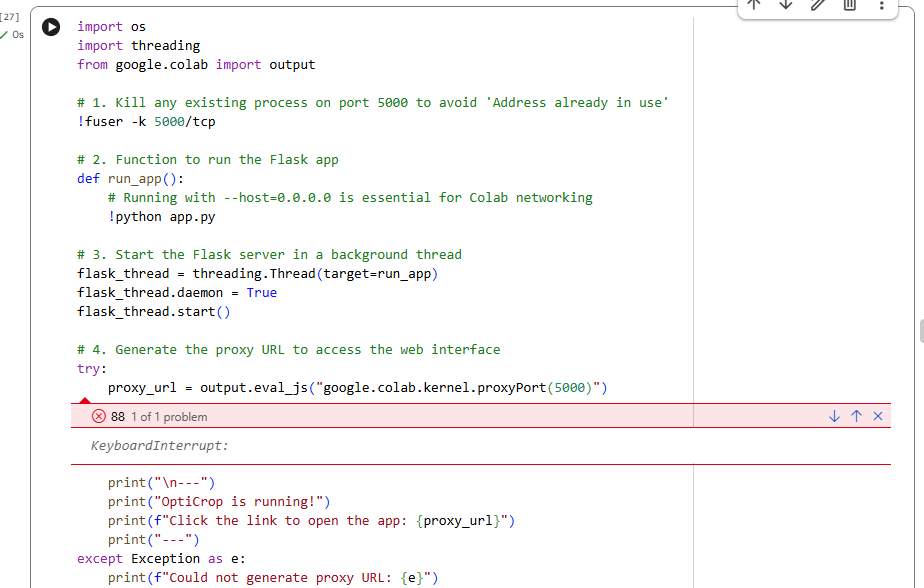 [27]
0s
import os
import threading
from google.colab import output
# 1. Kill any existing process on port 5000 to avoid 'Address already in use'
!fuser -k 5000/tcp
# 2. Function to run the Flask app
def run_app():
    # Running with --host=0.0.0.0 is essential for Colab networking
    !python app.py
# 3. Start the Flask server in a background thread
flask_thread = threading.Thread(target=run_app)
flask_thread.daemon = True
flask_thread.start()
# 4. Generate the proxy URL to access the web interface
try:
    proxy_url = output.eval_js("google.colab.kernel.proxyPort(5000)")
88 1 of 1 problem
KeyboardInterrupt:
    print("\n---")
    print("OptiCrop is running!")
    print(f"Click the link to open the app: {proxy_url}")
    print("---")
except Exception as e:
    print(f"Could not generate proxy URL: {e}")